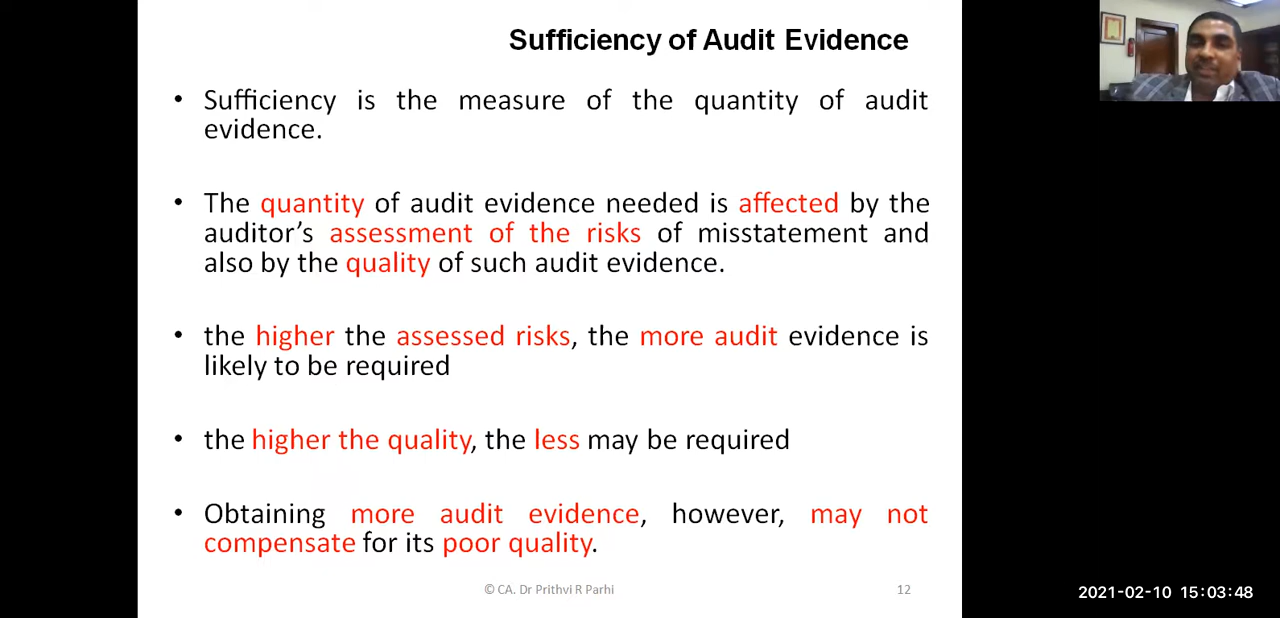 Sufficiency of Audit Evidence
• Sufficiency is the measure of the quantity of audit
evidence.
• The quantity of audit evidence needed is affected by the
auditor’s assessment of the risks of misstatement and
also by the quality of such audit evidence.
• the higher the assessed risks, the more audit evidence is
likely to be required
• the higher the quality, the less may be required
• Obtaining more audit evidence, however, may not
compensate for its poor quality.
© CA. Dr Prithvi R Parhi
12
2021-02-10 15:03:48